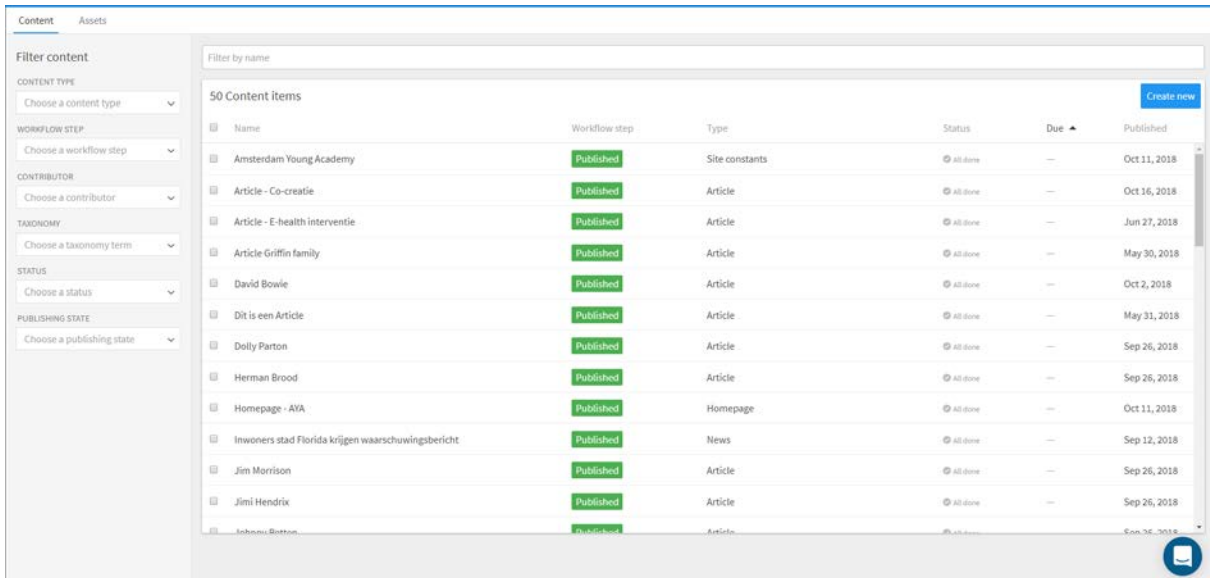 Content Assets
Filter content
CONTENT TYPE
Choose a content type
WORKFLOW STEP
Choose a workflow step
CONTRIBUTOR
Choose a contributor
TAXONOMY
Choose a taxonomy term
STATUS
Choose a status
PUBLISHING STATE
Choose a publishing state
Filter by name
50 Content items Create new
Name Workflow step Type Status Due Published
Amsterdam Young Academy Published Site constants All done — Oct 11, 2018
Article - Co-creatie Published Article All done — Oct 16, 2018
Article - E-health interventie Published Article All done — Jun 27, 2018
Article Griffin family Published Article All done — May 30, 2018
David Bowie Published Article All done — Oct 2, 2018
Dit is een Article Published Article All done — May 31, 2018
Dolly Parton Published Article All done — Sep 26, 2018
Herman Brood Published Article All done — Sep 26, 2018
Homepage - AYA Published Homepage All done — Oct 11, 2018
Inwoners stad Florida krijgen waarschuwingsbericht Published News All done — Sep 12, 2018
Jim Morrison Published Article All done — Sep 26, 2018
Jimi Hendrix Published Article All done — Sep 26, 2018
Published Article